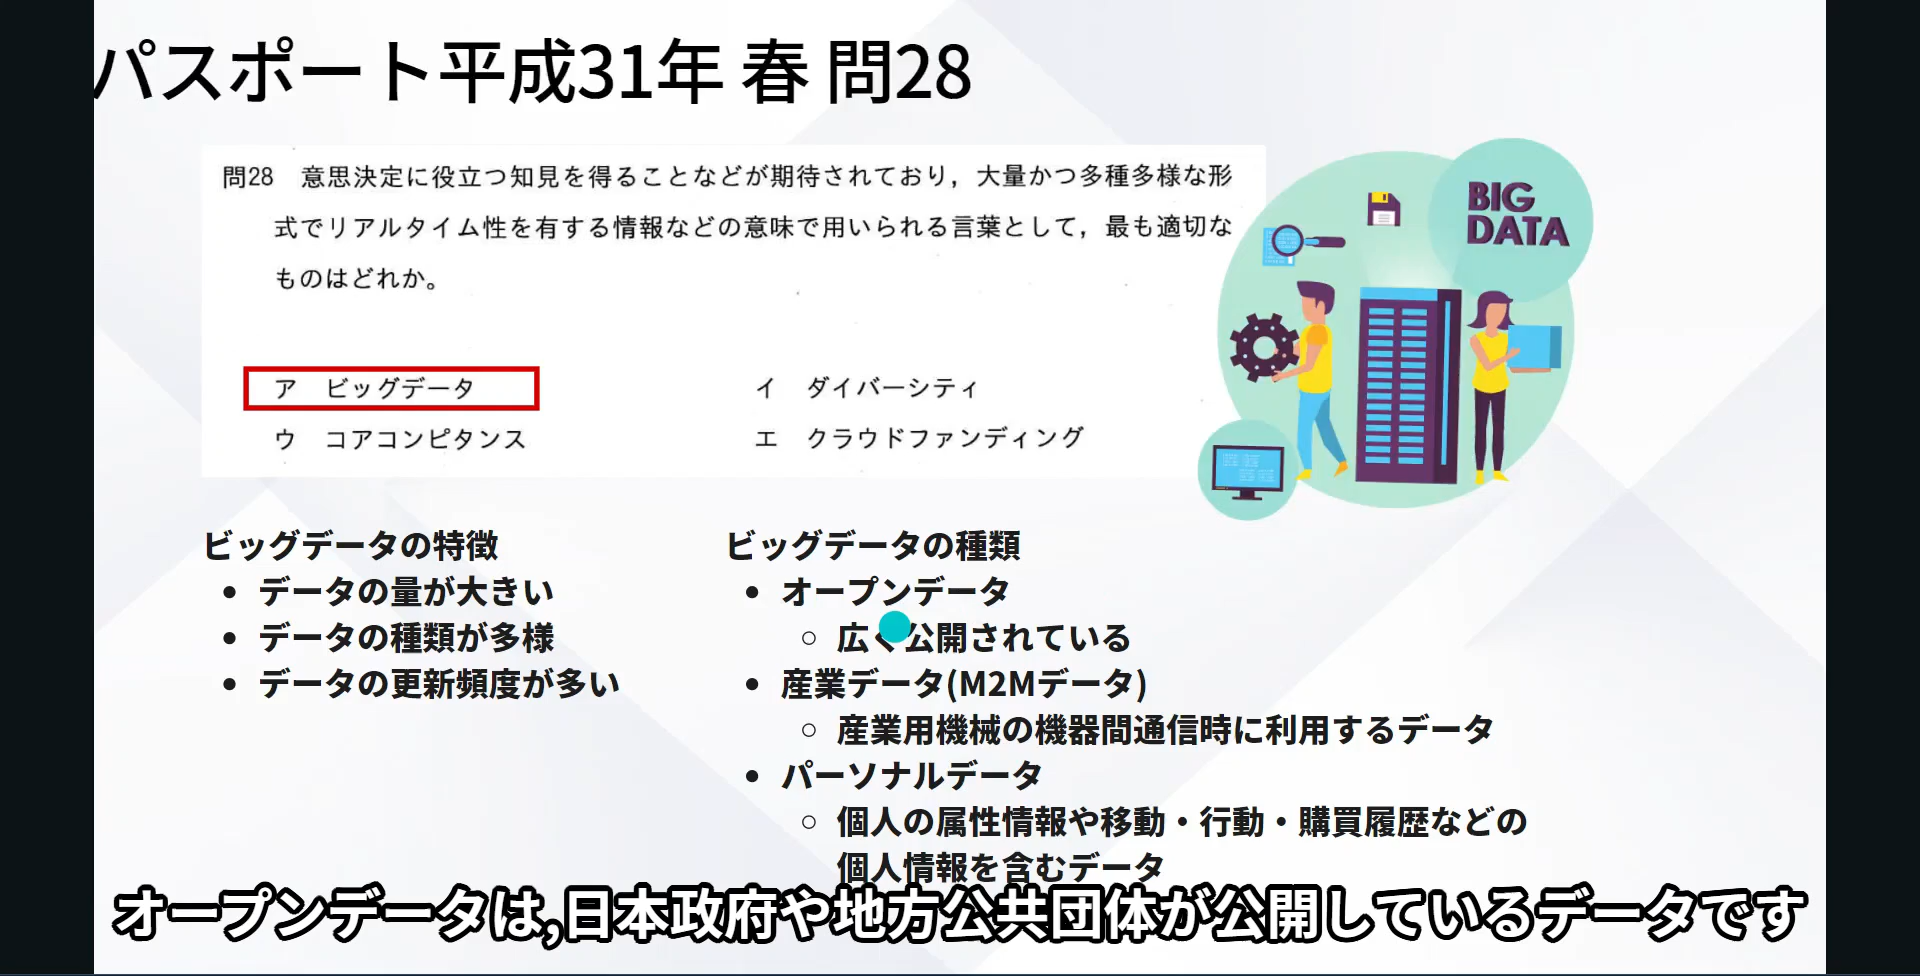 パスポート平成31年 春 問28
問28　意思決定に役立つ知見を得ることなどが期待されており，大量かつ多種多様な形
式でリアルタイム性を有する情報などの意味で用いられる言葉として，最も適切な
ものはどれか。
BIG
DATA
ア　ビッグデータ
イ　ダイバーシティ
ウ　コアコンピタンス
エ　クラウドファンディング
ビッグデータの特徴
• データの量が大きい
• データの種類が多様
• データの更新頻度が多い
ビッグデータの種類
• オープンデータ
○ 広く公開されている
• 産業データ(M2Mデータ)
○ 産業用機械の機器間通信時に利用するデータ
• パーソナルデータ
○ 個人の属性情報や移動・行動・購買履歴などの
個人情報を含むデータ
オープンデータは,日本政府や地方公共団体が公開しているデータです